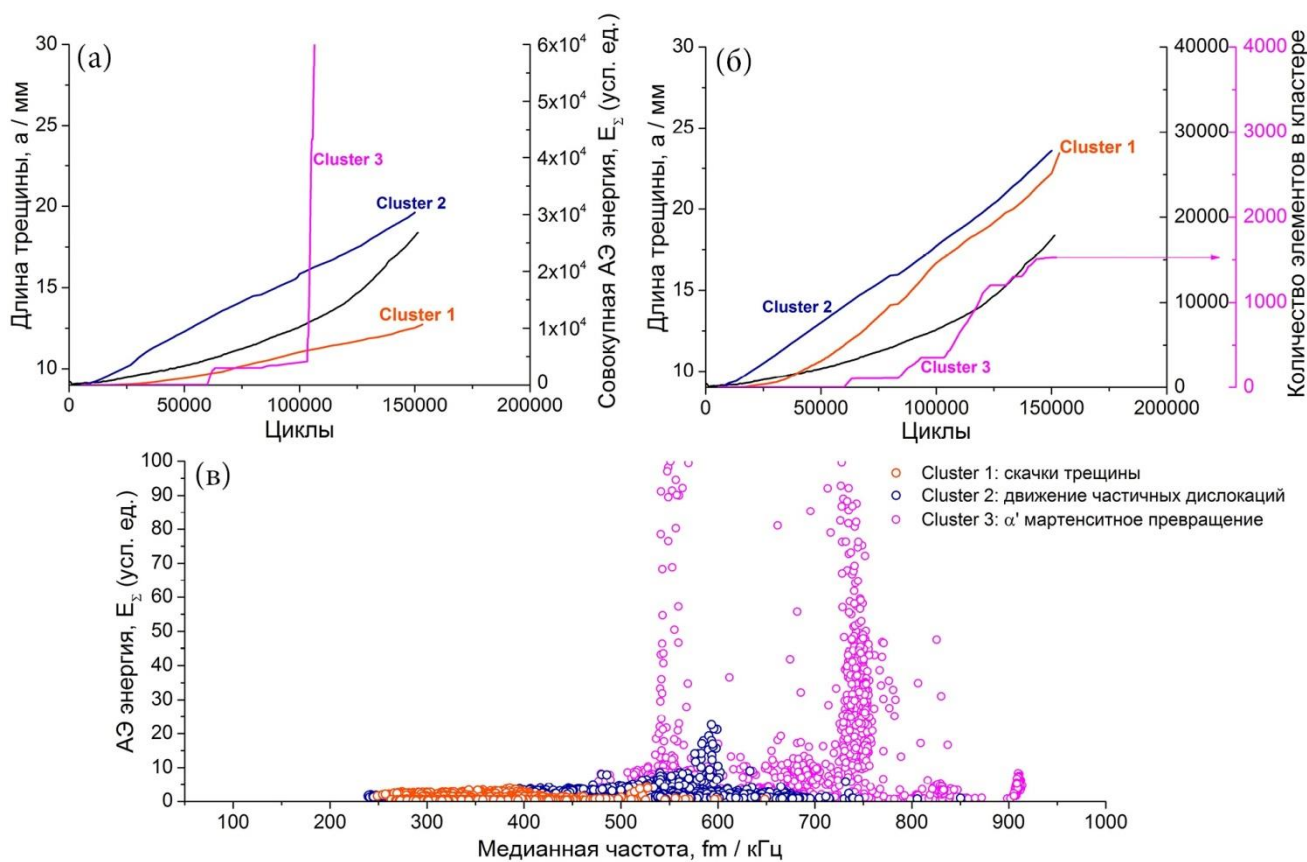 (а)
Длина трещины, а / мм
30
25
20
15
10
0
50000
100000
150000
200000
Циклы
Cluster 3
Cluster 2
Cluster 1
6x10⁴
5x10⁴
4x10⁴
3x10⁴
2x10⁴
1x10⁴
0
Совокупная АЭ энергия, E_Σ (усл. ед.)
(б)
Длина трещины, а / мм
30
25
20
15
10
0
50000
100000
150000
200000
Циклы
Cluster 1
Cluster 2
Cluster 3
40000
30000
20000
10000
0
4000
3000
2000
1000
0
Количество элементов в кластере
(в)
АЭ энергия, E_Σ (усл. ед.)
100
90
80
70
60
50
40
30
20
10
0
100
200
300
400
500
600
700
800
900
1000
Медианная частота, fm / кГц
Cluster 1: скачки трещины
Cluster 2: движение частичных дислокаций
Cluster 3: α' мартенситное превращение